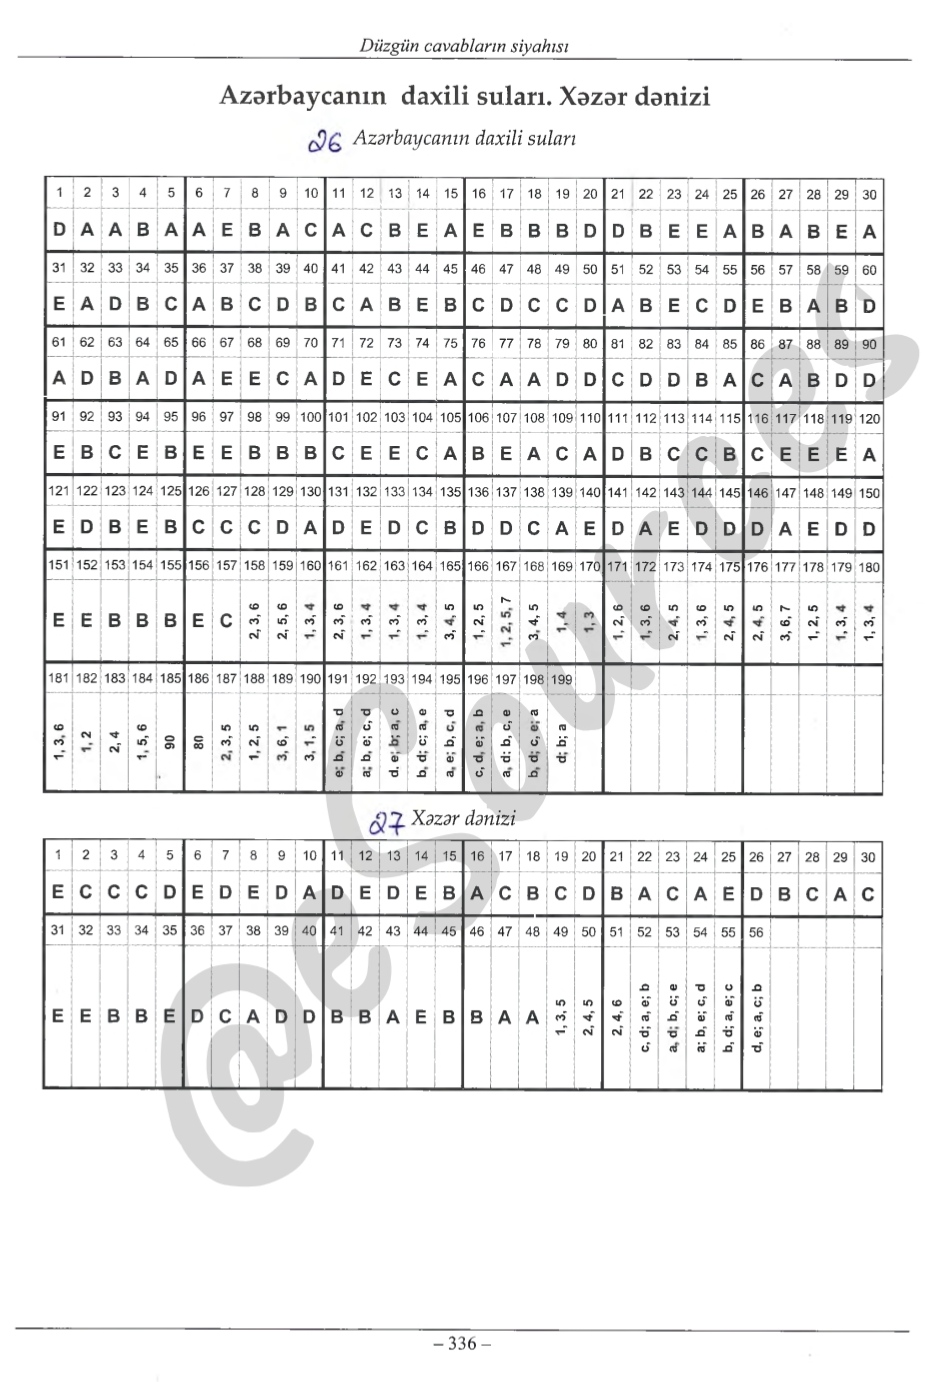 Düzgün cavabların siyahısı
Azərbaycanın daxili suları. Xəzər dənizi
26 Azərbaycanın daxili suları
1 2 3 4 5 6 7 8 9 10 11 12 13 14 15 16 17 18 19 20 21 22 23 24 25 26 27 28 29 30
D A A B A A E B A C A C B E A E B B B D D B E E A B A B E A
31 32 33 34 35 36 37 38 39 40 41 42 43 44 45 46 47 48 49 50 51 52 53 54 55 56 57 58 59 60
E A D B C A B C D B C A B E B C D C C D A B E C D E B A B D
61 62 63 64 65 66 67 68 69 70 71 72 73 74 75 76 77 78 79 80 81 82 83 84 85 86 87 88 89 90
A D B A D A E E C A D E C E A C A A D D C D D B A C A B D D
91 92 93 94 95 96 97 98 99 100 101 102 103 104 105 106 107 108 109 110 111 112 113 114 115 116 117 118 119 120
E B C E B E E B B B C E E C A B E A C A D B C C B C E E E A
121 122 123 124 125 126 127 128 129 130 131 132 133 134 135 136 137 138 139 140 141 142 143 144 145 146 147 148 149 150
E D B E B C C C D A D E D C B D D C A E D A E D D D A E D D
151 152 153 154 155 156 157 158 159 160 161 162 163 164 165 166 167 168 169 170 171 172 173 174 175 176 177 178 179 180
E E B B B E C 2, 3, 6 2, 5, 6 1, 3, 4 2, 3, 6 1, 3, 4 1, 3, 4 1, 3, 4 3, 4, 5 1, 2, 5 1, 2, 5, 7 3, 4, 5 1, 4 1, 3 1, 2, 6 1, 3, 6 2, 4, 5 1, 3, 6 2, 4, 5 2, 4, 5 3, 6, 7 1, 2, 5 1, 3, 4 1, 3, 4
181 182 183 184 185 186 187 188 189 190 191 192 193 194 195 196 197 198 199
1, 3, 6 1, 2 2, 4 1, 5, 6 90 80 2, 3, 5 1, 2, 5 3, 6, 1 3, 1, 5 e; b, c; a, d a; b, e; c, d d. e; b; a, c b, d; c; a, e a, e; b; c, d c, d, e; a, b a, d; b, c, e b, d; c, e; a d; b; a
27 Xəzər dənizi
1 2 3 4 5 6 7 8 9 10 11 12 13 14 15 16 17 18 19 20 21 22 23 24 25 26 27 28 29 30
E C C C D E D E D A D E D E B A C B C D B A C A E D B C A C
31 32 33 34 35 36 37 38 39 40 41 42 43 44 45 46 47 48 49 50 51 52 53 54 55 56
E E B B E D C A D D B B A E B B A A 1, 3, 5 2, 4, 5 2, 4, 6 c, d; a, e; b a, d; b, c; e a; b, e; c, d b, d; a, e; c d, e; a, c; b
@eSources
– 336 –